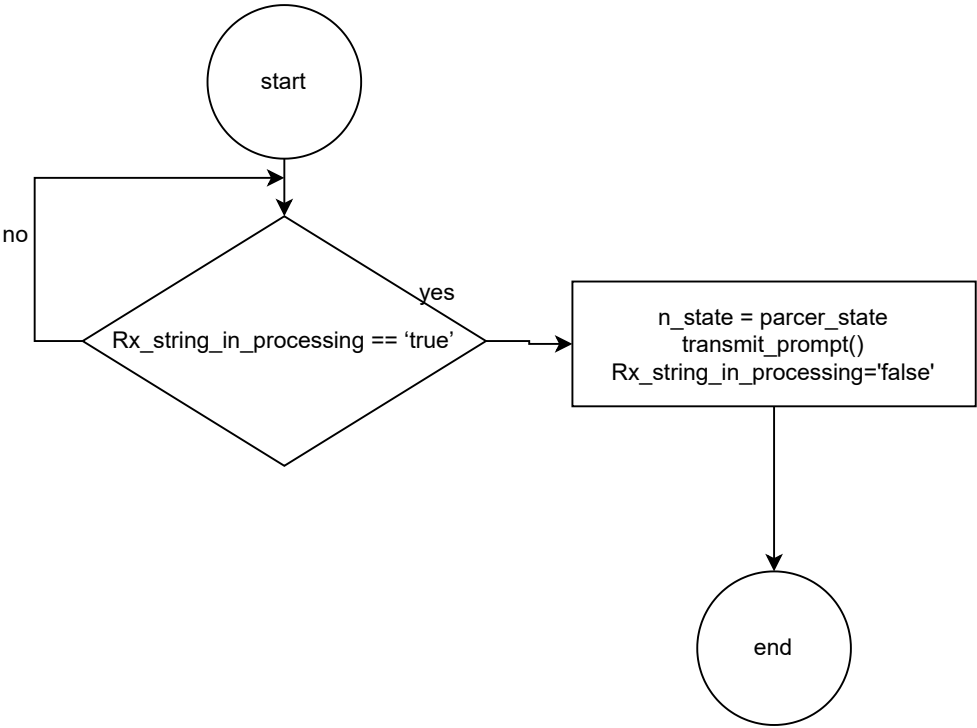 start
no
yes
Rx_string_in_processing == ‘true’
n_state = parcer_state
transmit_prompt()
Rx_string_in_processing='false'
end